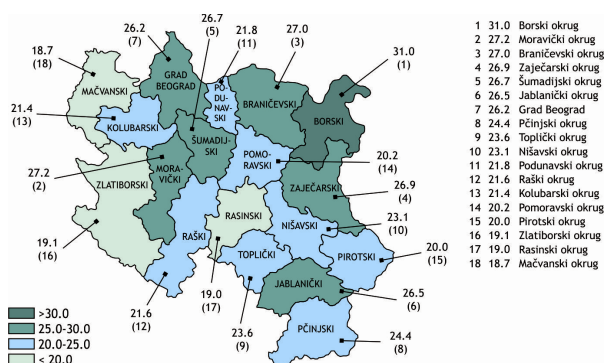 26.2
(7)
26.7
(5)
21.8
(11)
27.0
(3)
31.0
(1)
18.7
(18)
MAČVANSKI
GRAD
BEOGRAD
PO-
DUNAV-
SKI
BRANIČEVSKI
BORSKI
21.4
(13)
KOLUBARSKI
ŠUMADIJ-
SKI
27.2
(2)
MORA-
VIČKI
POMO-
RAVSKI
20.2
(14)
ZLATIBORSKI
ZAJEČARSKI
26.9
(4)
RASINSKI
19.1
(16)
RAŠKI
NIŠAVSKI
23.1
(10)
TOPLIČKI
PIROTSKI
20.0
(15)
21.6
(12)
19.0
(17)
JABLANIČKI
26.5
(6)
23.6
(9)
PČINJSKI
24.4
(8)
>30.0
25.0-30.0
20.0-25.0
< 20.0
1 31.0 Borski okrug
2 27.2 Moravički okrug
3 27.0 Braničevski okrug
4 26.9 Zaječarski okrug
5 26.7 Šumadijski okrug
6 26.5 Jablanički okrug
7 26.2 Grad Beograd
8 24.4 Pčinjski okrug
9 23.6 Toplički okrug
10 23.1 Nišavski okrug
11 21.8 Podunavski okrug
12 21.6 Raški okrug
13 21.4 Kolubarski okrug
14 20.2 Pomoravski okrug
15 20.0 Pirotski okrug
16 19.1 Zlatiborski okrug
17 19.0 Rasinski okrug
18 18.7 Mačvanski okrug